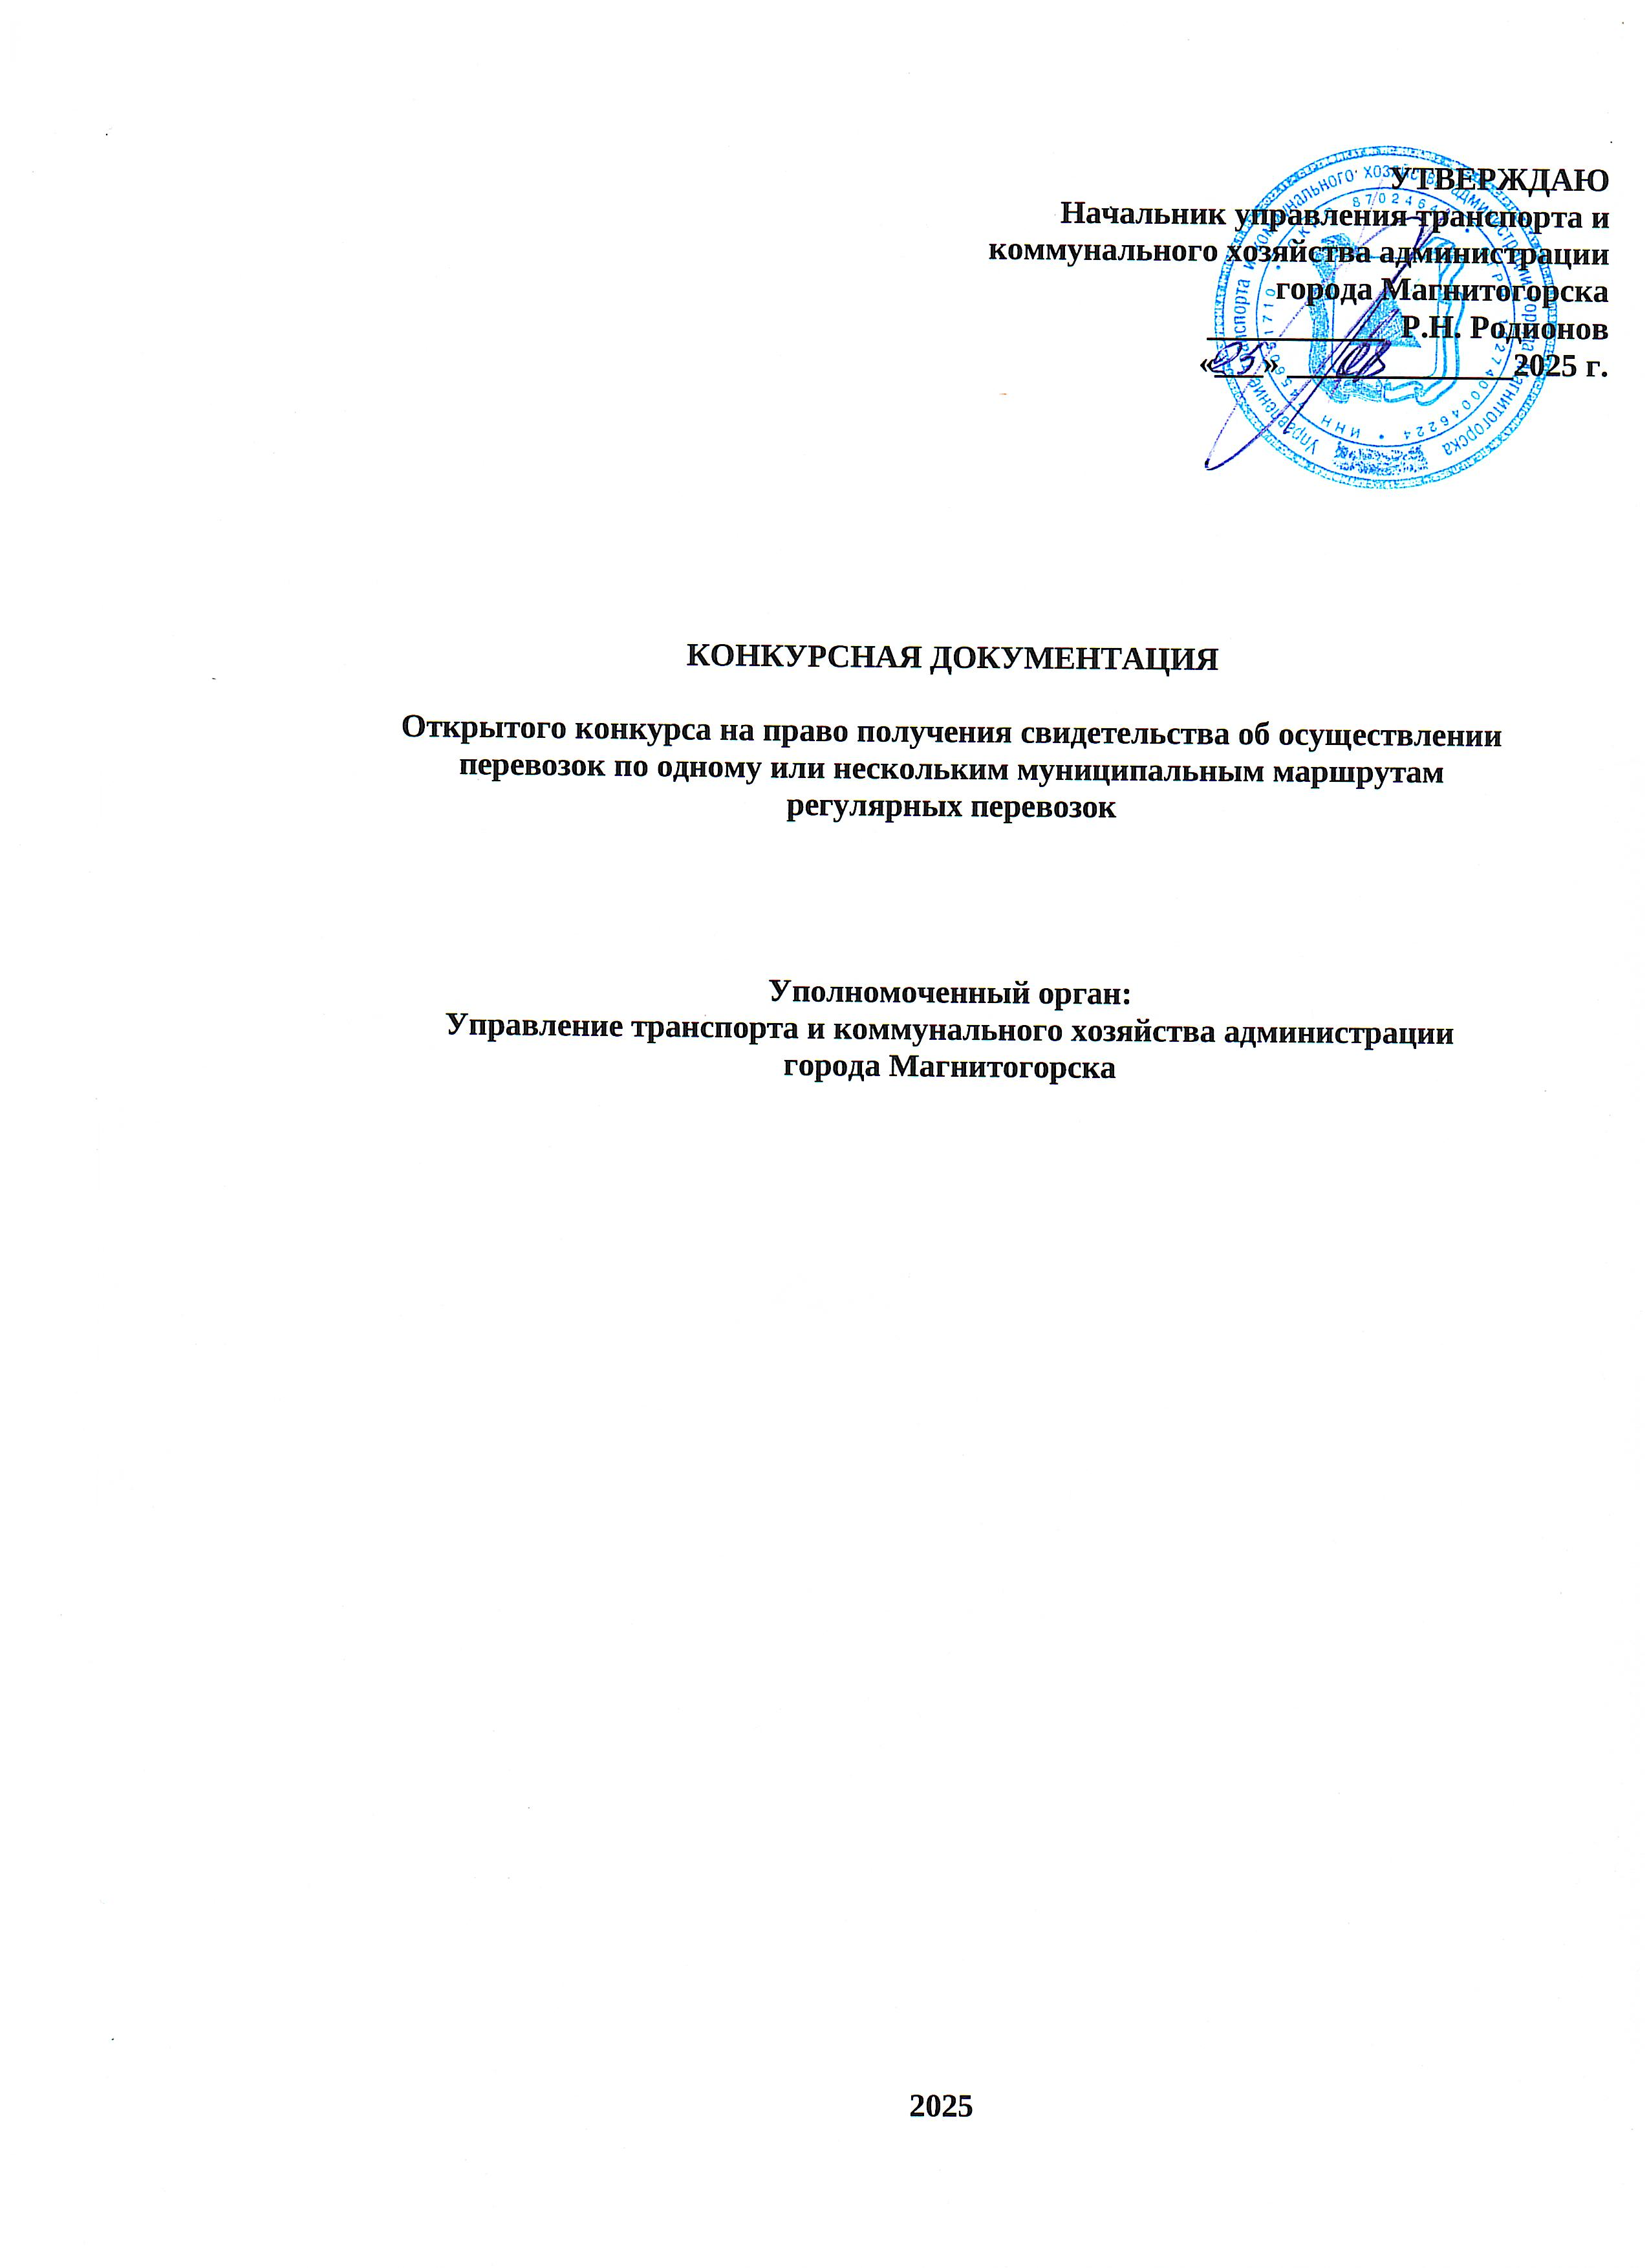 УТВЕРЖДАЮ
Начальник управления транспорта и
коммунального хозяйства администрации
города Магнитогорска
Р.Н. Родионов
« » 2025 г.
КОНКУРСНАЯ ДОКУМЕНТАЦИЯ
Открытого конкурса на право получения свидетельства об осуществлении
перевозок по одному или нескольким муниципальным маршрутам
регулярных перевозок
Уполномоченный орган:
Управление транспорта и коммунального хозяйства администрации
города Магнитогорска
2025